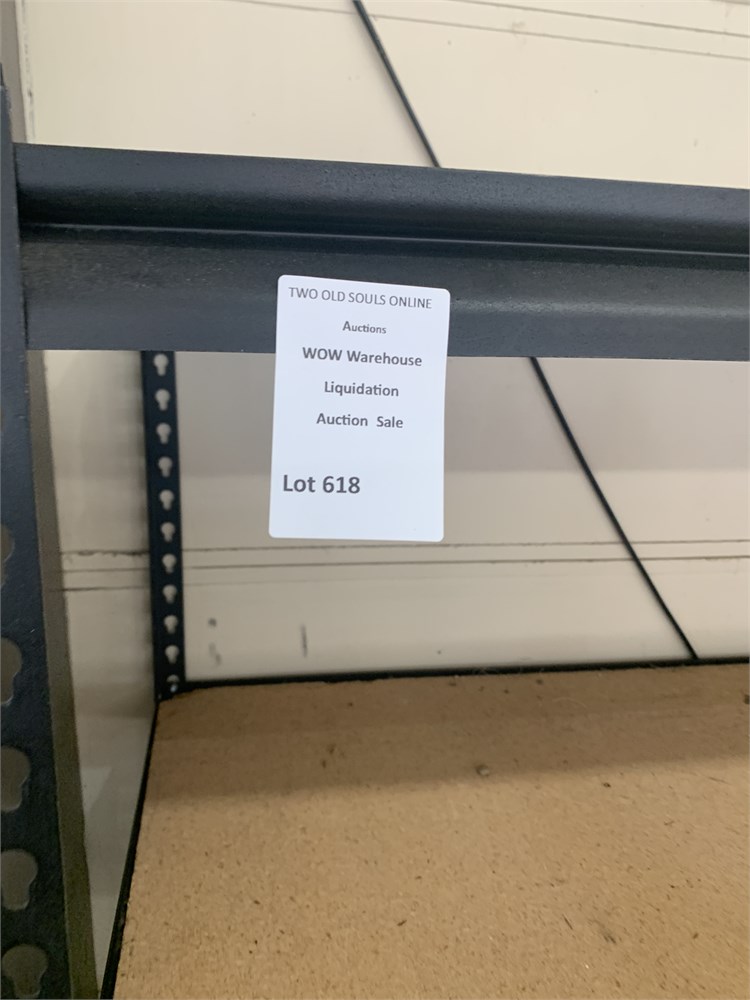 TWO OLD SOULS ONLINE
Auctions
WOW Warehouse
Liquidation
Auction Sale
Lot 618